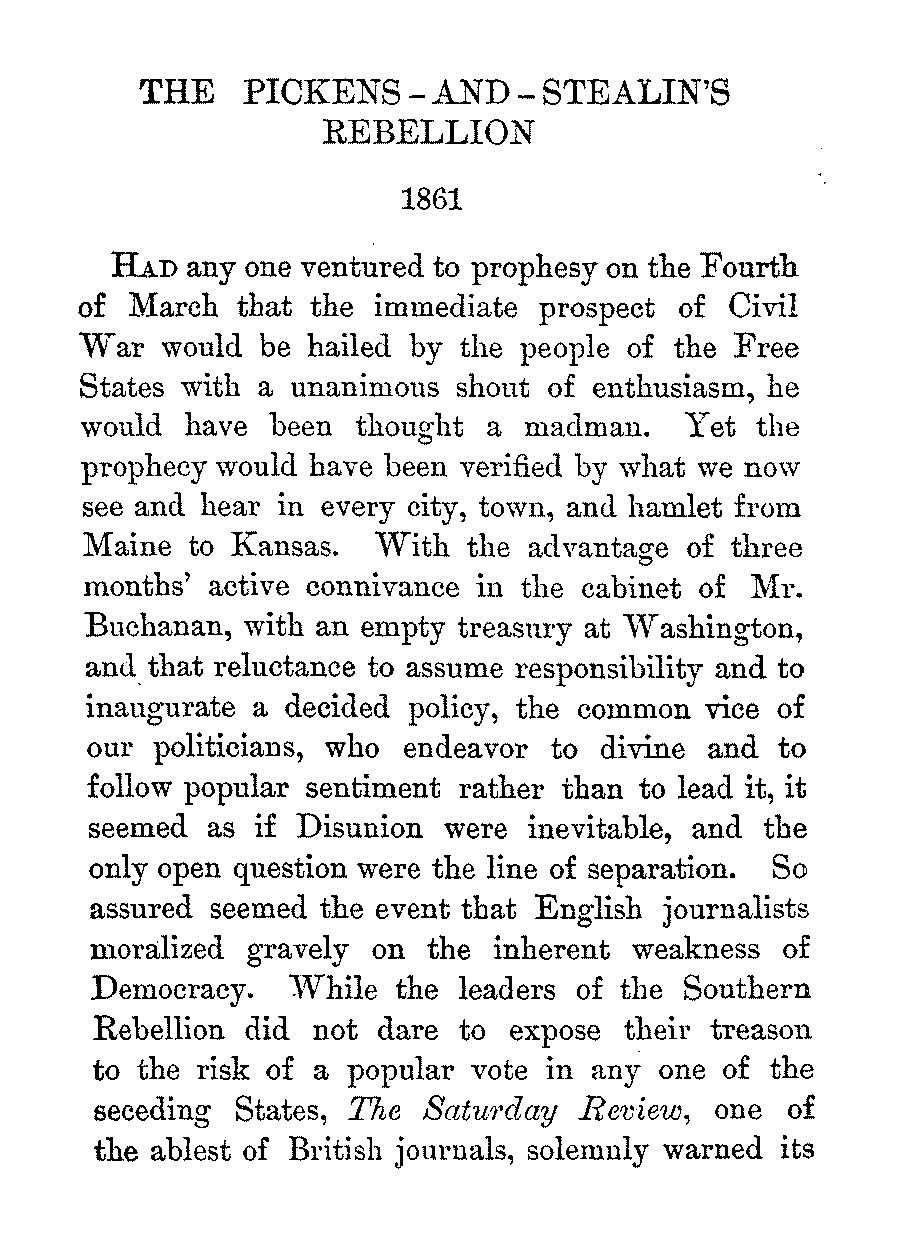 THE PICKENS-AND-STEALIN'S
REBELLION
1861
HAD any one ventured to prophesy on the Fourth
of March that the immediate prospect of Civil
War would be hailed by the people of the Free
States with a unanimous shout of enthusiasm, he
would have been thought a madman. Yet the
prophecy would have been verified by what we now
see and hear in every city, town, and hamlet from
Maine to Kansas. With the advantage of three
months' active connivance in the cabinet of Mr.
Buchanan, with an empty treasury at Washington,
and that reluctance to assume responsibility and to
inaugurate a decided policy, the common vice of
our politicians, who endeavor to divine and to
follow popular sentiment rather than to lead it, it
seemed as if Disunion were inevitable, and the
only open question were the line of separation. So
assured seemed the event that English journalists
moralized gravely on the inherent weakness of
Democracy. While the leaders of the Southern
Rebellion did not dare to expose their treason
to the risk of a popular vote in any one of the
seceding States, The Saturday Review, one of
the ablest of British journals, solemnly warned its